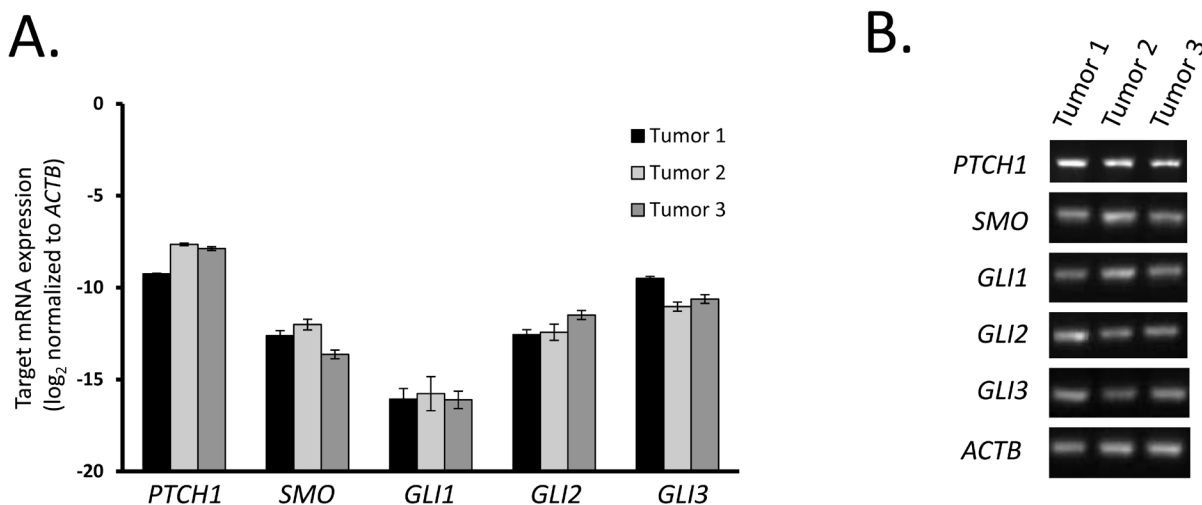 A.
Target mRNA expression
(log₂ normalized to ACTB)
0
-5
-10
-15
-20
Tumor 1
Tumor 2
Tumor 3
PTCH1 SMO GLI1 GLI2 GLI3
B.
Tumor 1 Tumor 2 Tumor 3
PTCH1
SMO
GLI1
GLI2
GLI3
ACTB